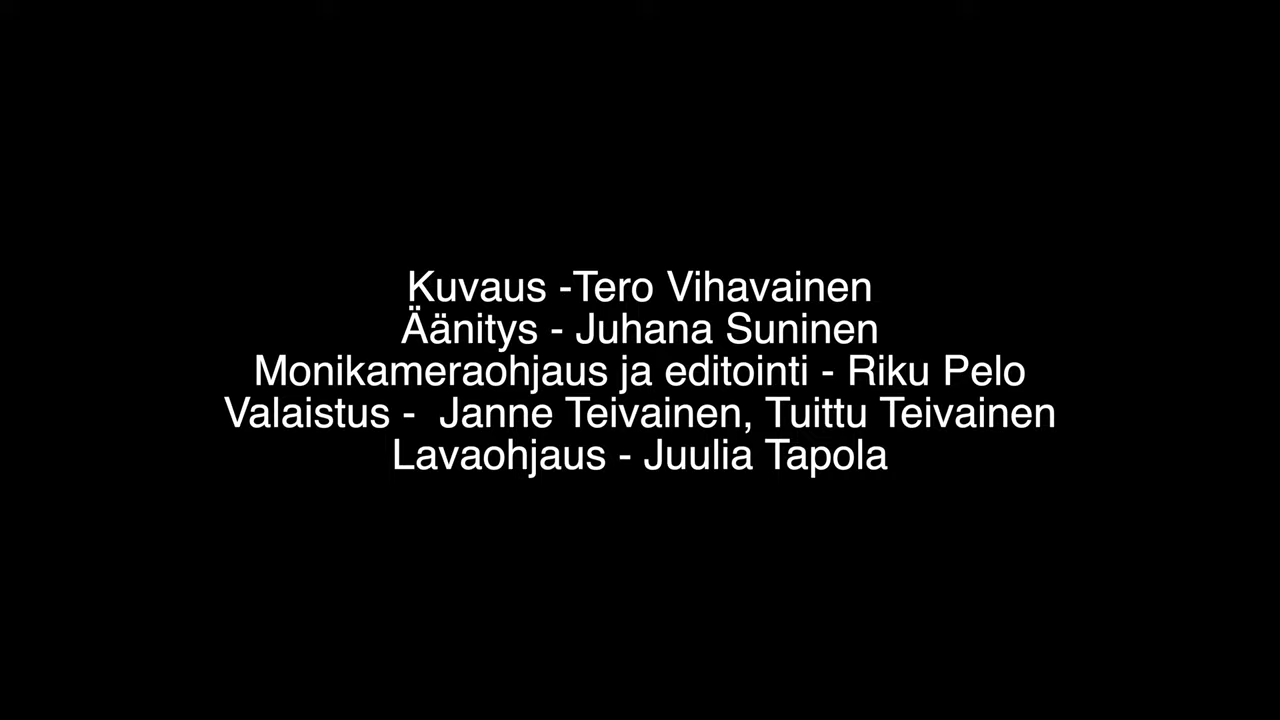 Kuvaus -Tero Vihavainen
Äänitys - Juhana Suninen
Monikameraohjaus ja editointi - Riku Pelo
Valaistus -  Janne Teivainen, Tuittu Teivainen
Lavaohjaus - Juulia Tapola